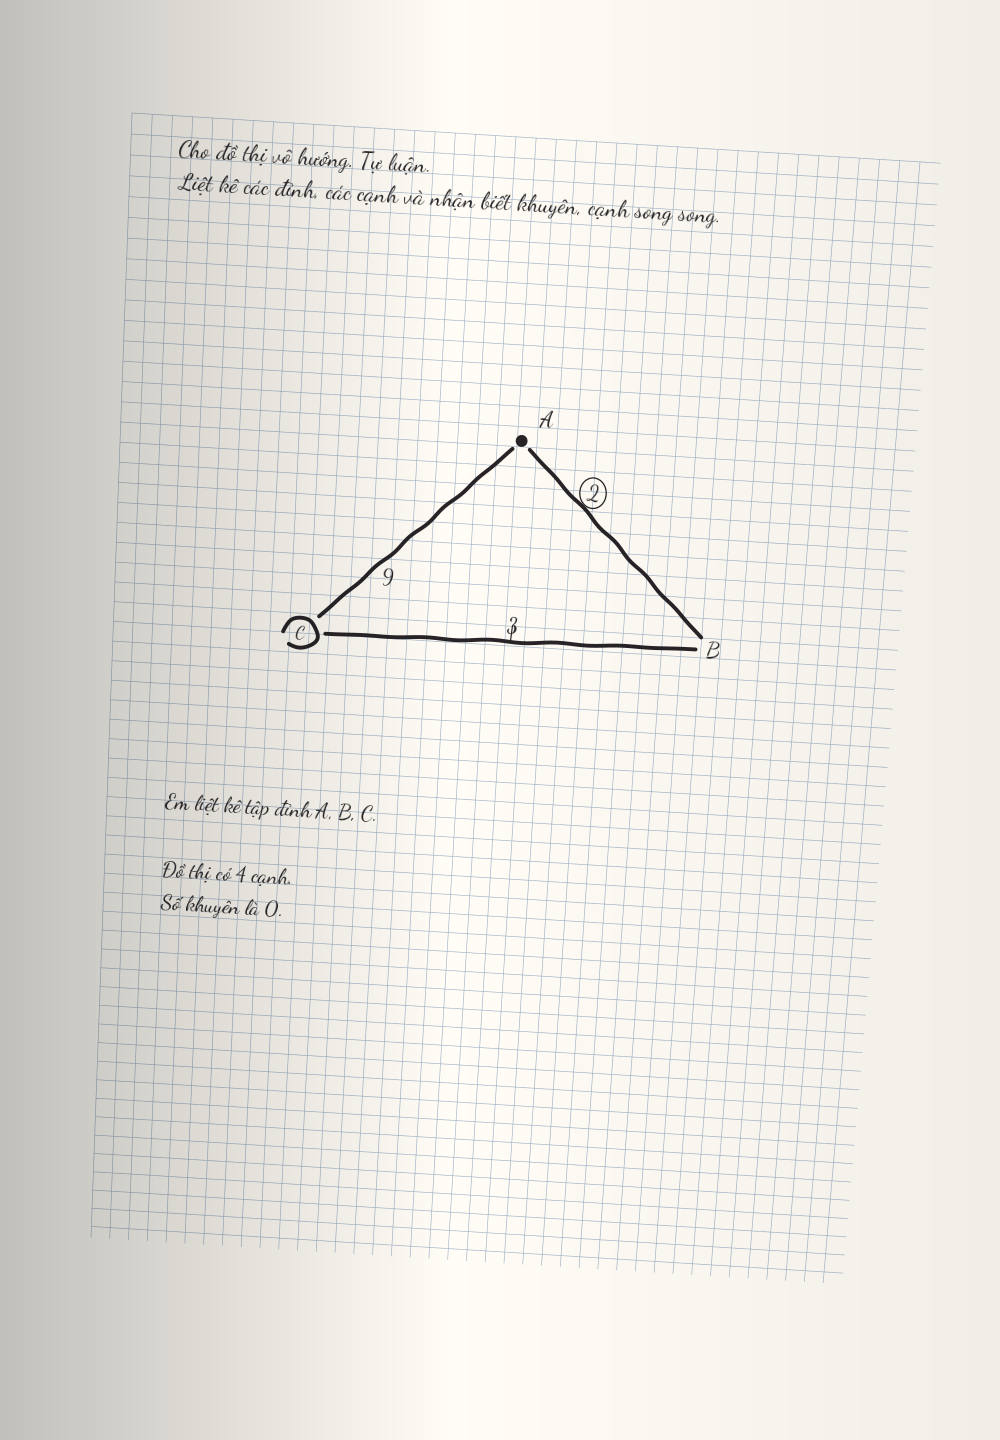 Cho đồ thị vô hướng. Tự luận.
Liệt kê các đỉnh, các cạnh và nhận biết khuyên, cạnh song song.
A
2
9
3
C
B
Em liệt kê tập đỉnh A, B, C.
Đồ thị có 4 cạnh.
Số khuyên là 0.